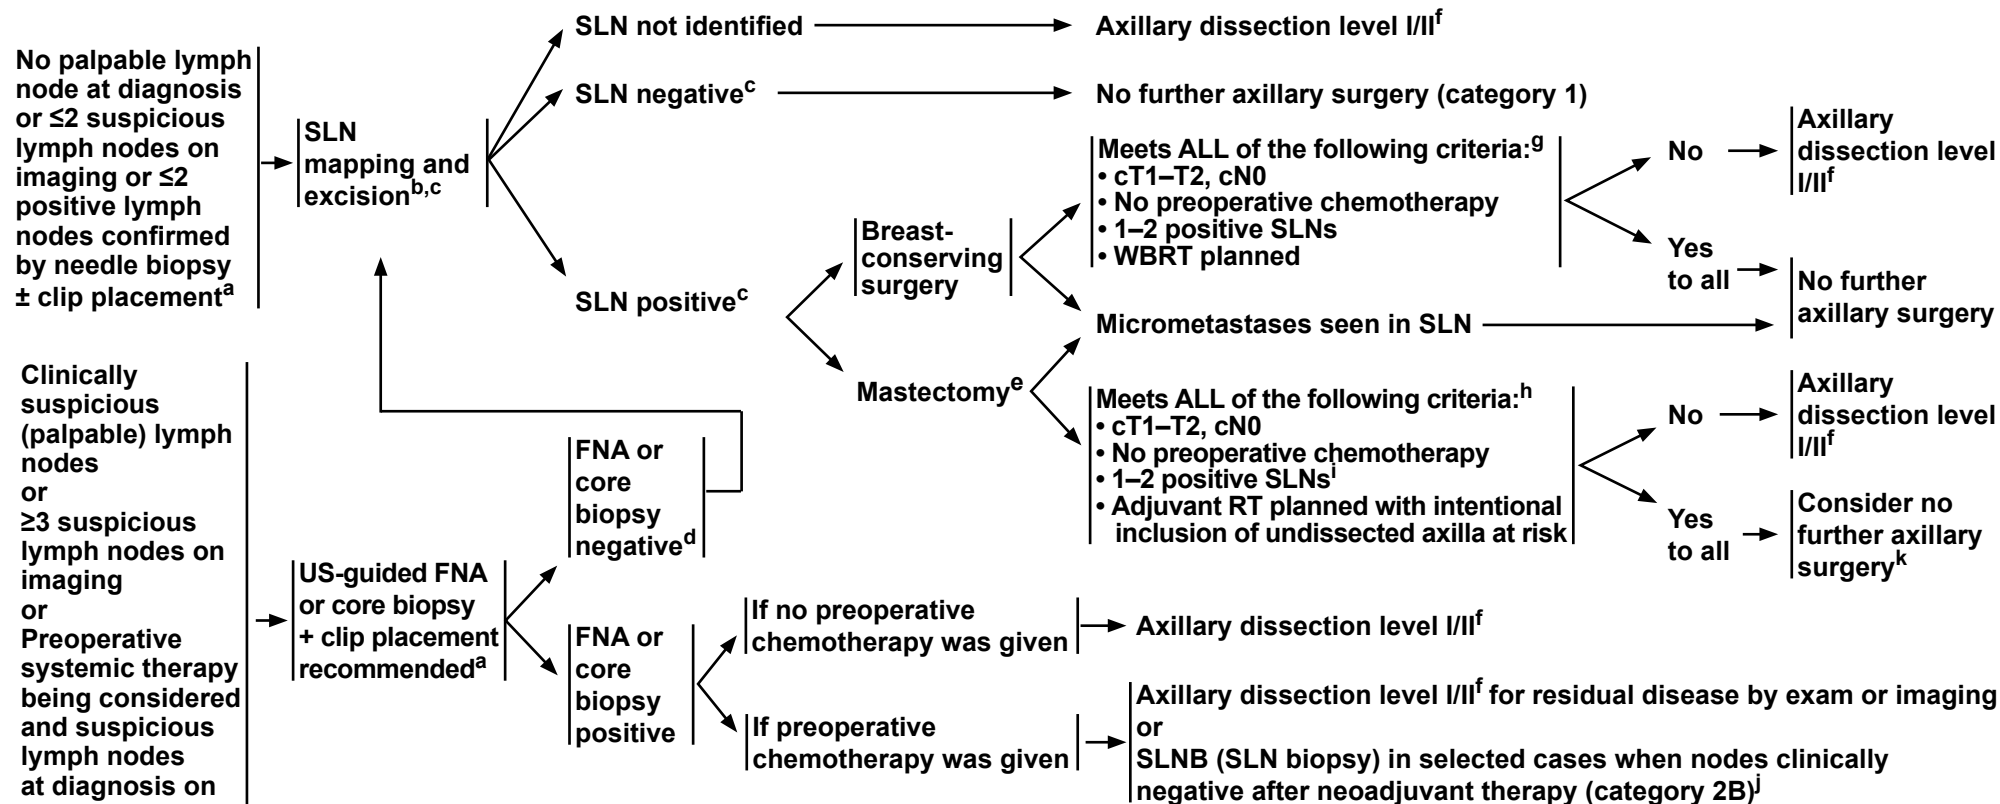 No palpable lymph
node at diagnosis
or ≤2 suspicious
lymph nodes on
imaging or ≤2
positive lymph
nodes confirmed
by needle biopsy
± clip placementᵃ
SLN
mapping and
excisionᵇ,ᶜ
SLN not identified
Axillary dissection level I/IIᶠ
SLN negativeᶜ
No further axillary surgery (category 1)
SLN positiveᶜ
Breast-
conserving
surgery
Meets ALL of the following criteria:ᵍ
• cT1–T2, cN0
• No preoperative chemotherapy
• 1–2 positive SLNs
• WBRT planned
No
Axillary
dissection level
I/IIᶠ
Yes
to all
No further
axillary surgery
Micrometastases seen in SLN
Mastectomyᵉ
Meets ALL of the following criteria:ʰ
• cT1–T2, cN0
• No preoperative chemotherapy
• 1–2 positive SLNsⁱ
• Adjuvant RT planned with intentional
inclusion of undissected axilla at risk
No
Axillary
dissection level
I/IIᶠ
Yes
to all
Consider no
further axillary
surgeryᵏ
Clinically
suspicious
(palpable) lymph
nodes
or
≥3 suspicious
lymph nodes on
imaging
or
Preoperative
systemic therapy
being considered
and suspicious
lymph nodes
at diagnosis on
US-guided FNA
or core biopsy
+ clip placement
recommendedᵃ
FNA or
core
biopsy
negativeᵈ
FNA or
core
biopsy
positive
If no preoperative
chemotherapy was given
Axillary dissection level I/IIᶠ
If preoperative
chemotherapy was given
Axillary dissection level I/IIᶠ for residual disease by exam or imaging
or
SLNB (SLN biopsy) in selected cases when nodes clinically
negative after neoadjuvant therapy (category 2B)ʲ